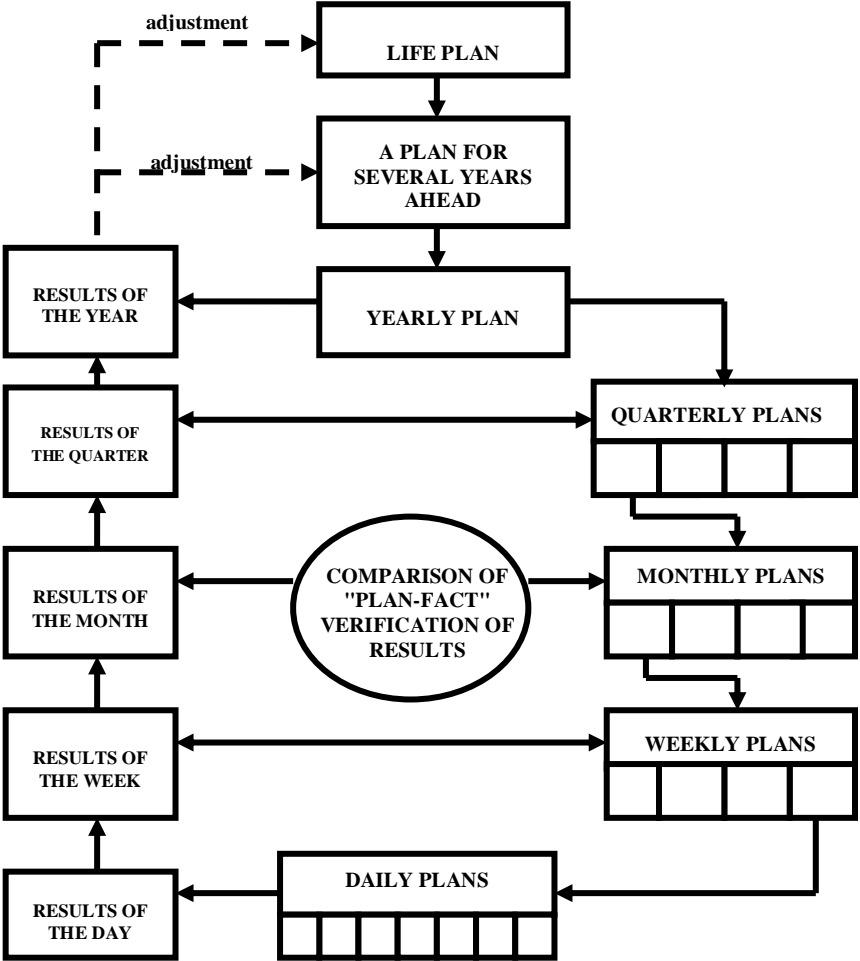 adjustment
LIFE PLAN
adjustment
A PLAN FOR
SEVERAL YEARS
AHEAD
RESULTS OF
THE YEAR
YEARLY PLAN
QUARTERLY PLANS
RESULTS OF
THE QUARTER
COMPARISON OF
"PLAN-FACT"
VERIFICATION OF
RESULTS
MONTHLY PLANS
RESULTS OF
THE MONTH
WEEKLY PLANS
RESULTS OF
THE WEEK
DAILY PLANS
RESULTS OF
THE DAY